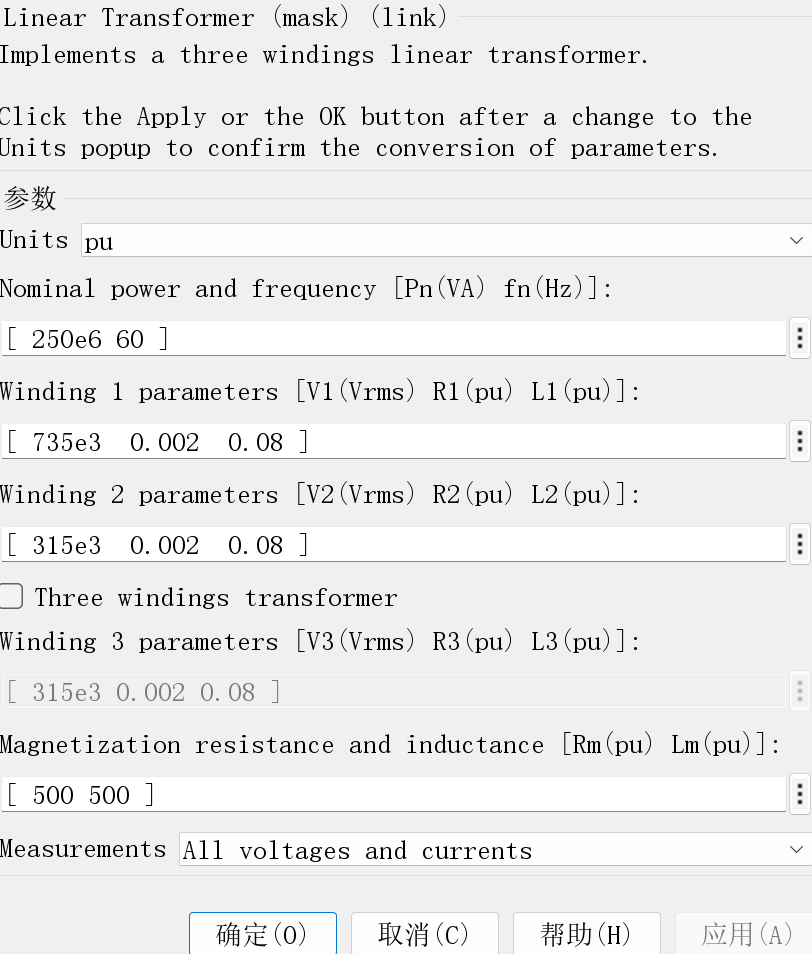 Linear Transformer (mask) (link)
Implements a three windings linear transformer.
Click the Apply or the OK button after a change to the
Units popup to confirm the conversion of parameters.
参数
Units pu
Nominal power and frequency [Pn(VA) fn(Hz)]:
[ 250e6 60 ]
Winding 1 parameters [V1(Vrms) R1(pu) L1(pu)]:
[ 735e3 0.002 0.08 ]
Winding 2 parameters [V2(Vrms) R2(pu) L2(pu)]:
[ 315e3 0.002 0.08 ]
Three windings transformer
Winding 3 parameters [V3(Vrms) R3(pu) L3(pu)]:
[ 315e3 0.002 0.08 ]
Magnetization resistance and inductance [Rm(pu) Lm(pu)]:
[ 500 500 ]
Measurements All voltages and currents
确定(O) 取消(C) 帮助(H) 应用(A)